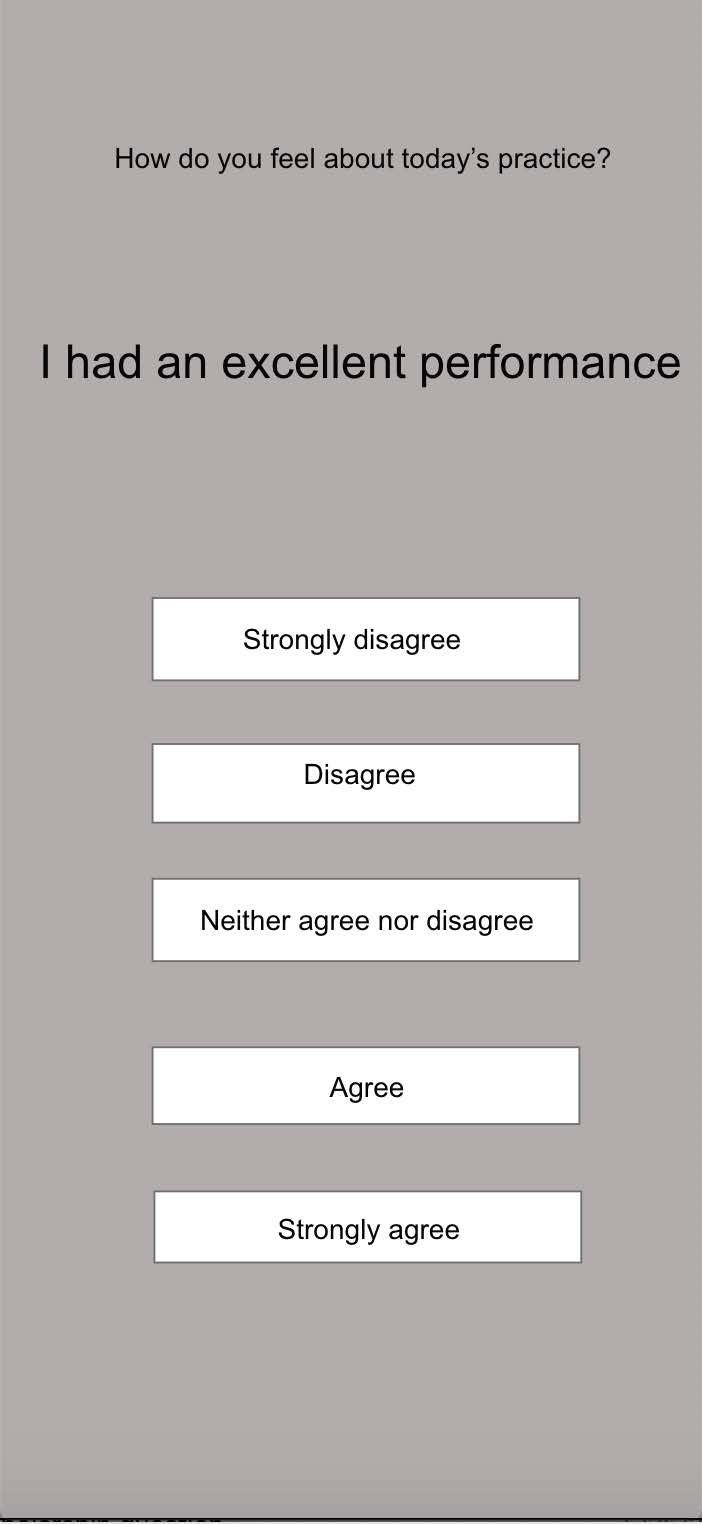 How do you feel about today’s practice?
I had an excellent performance
Strongly disagree
Disagree
Neither agree nor disagree
Agree
Strongly agree